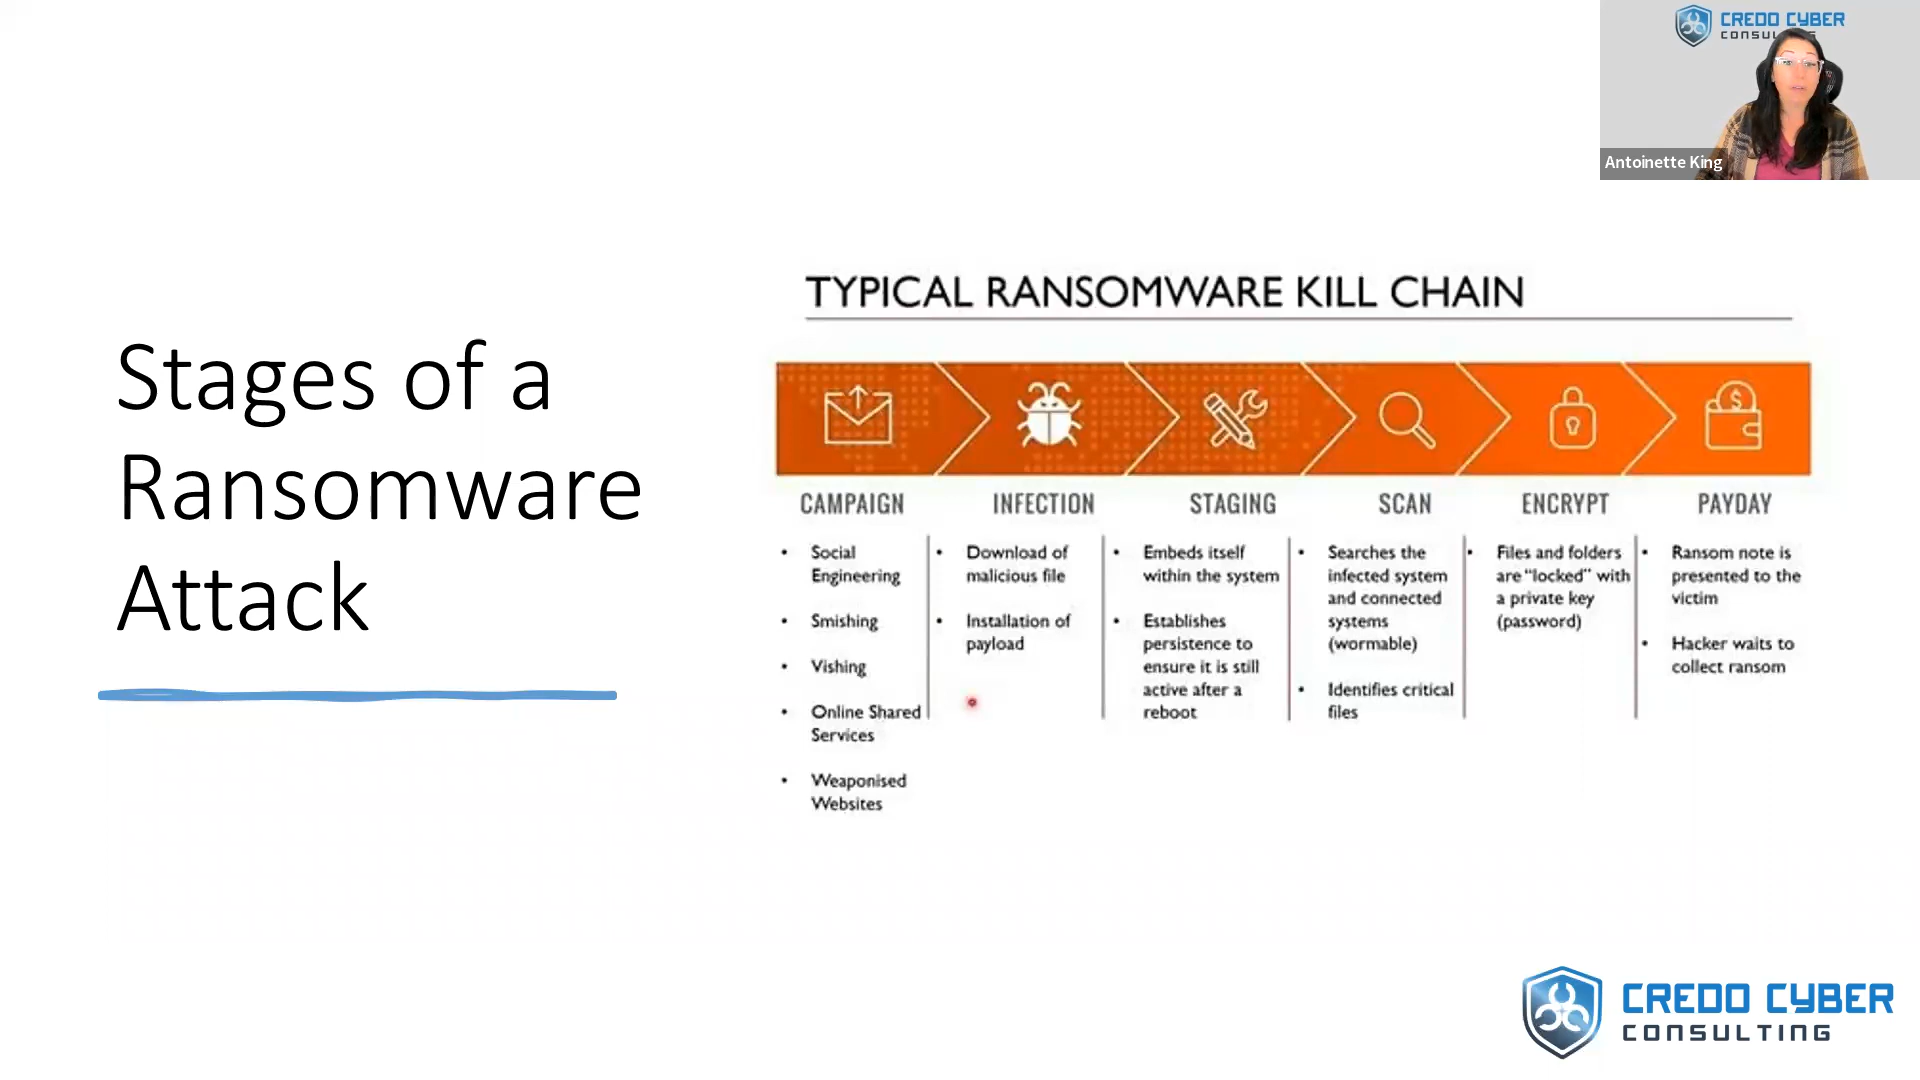 CREDO CYBER
Antoinette King
Stages of a
Ransomware
Attack
TYPICAL RANSOMWARE KILL CHAIN
CAMPAIGN
• Social
Engineering
• Smishing
• Vishing
• Online Shared
Services
• Weaponised
Websites
INFECTION
• Download of
malicious file
• Installation of
payload
STAGING
• Embeds itself
within the system
• Establishes
persistence to
ensure it is still
active after a
reboot
SCAN
• Searches the
infected system
and connected
systems
(wormable)
• Identifies critical
files
ENCRYPT
• Files and folders
are “locked” with
a private key
(password)
PAYDAY
• Ransom note is
presented to the
victim
• Hacker waits to
collect ransom
CREDO CYBER
CONSULTING